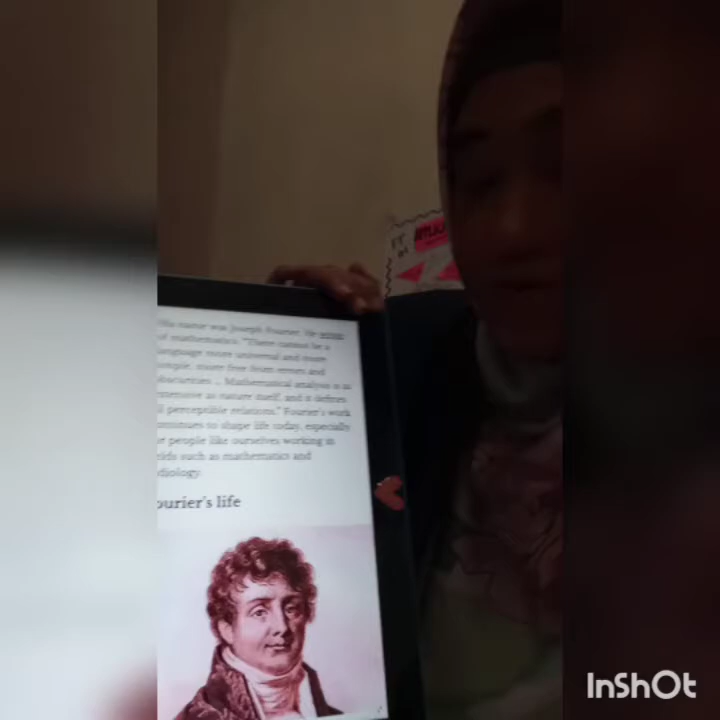 His name was Joseph Fourier. He wrote
of mathematics: "There cannot be a
language more universal and more
simple, more free from errors and
obscurities ... Mathematical analysis is as
extensive as nature itself, and it defines
all perceptible relations." Fourier's work
continues to shape life today, especially
for people like ourselves working in
fields such as mathematics and
radiology.
Fourier's life
InShOt